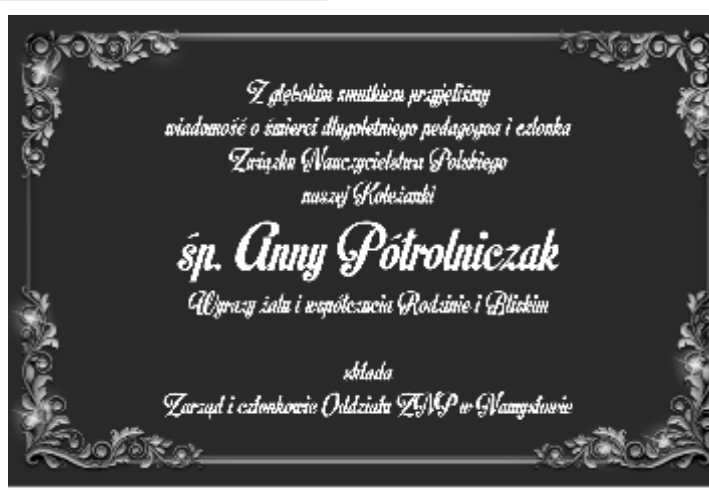 Z głębokim smutkiem przyjęliśmy
wiadomość o śmierci długoletniego pedagogoa i członka
Związku Nauczycielstwa Polskiego
naszej Koleżanki
śp. Anny Półrolniczak
Wyrazy żalu i współczucia Rodzinie i Bliskim
składa
Zarząd i członkowie Oddziału ZNP w Namysłowie